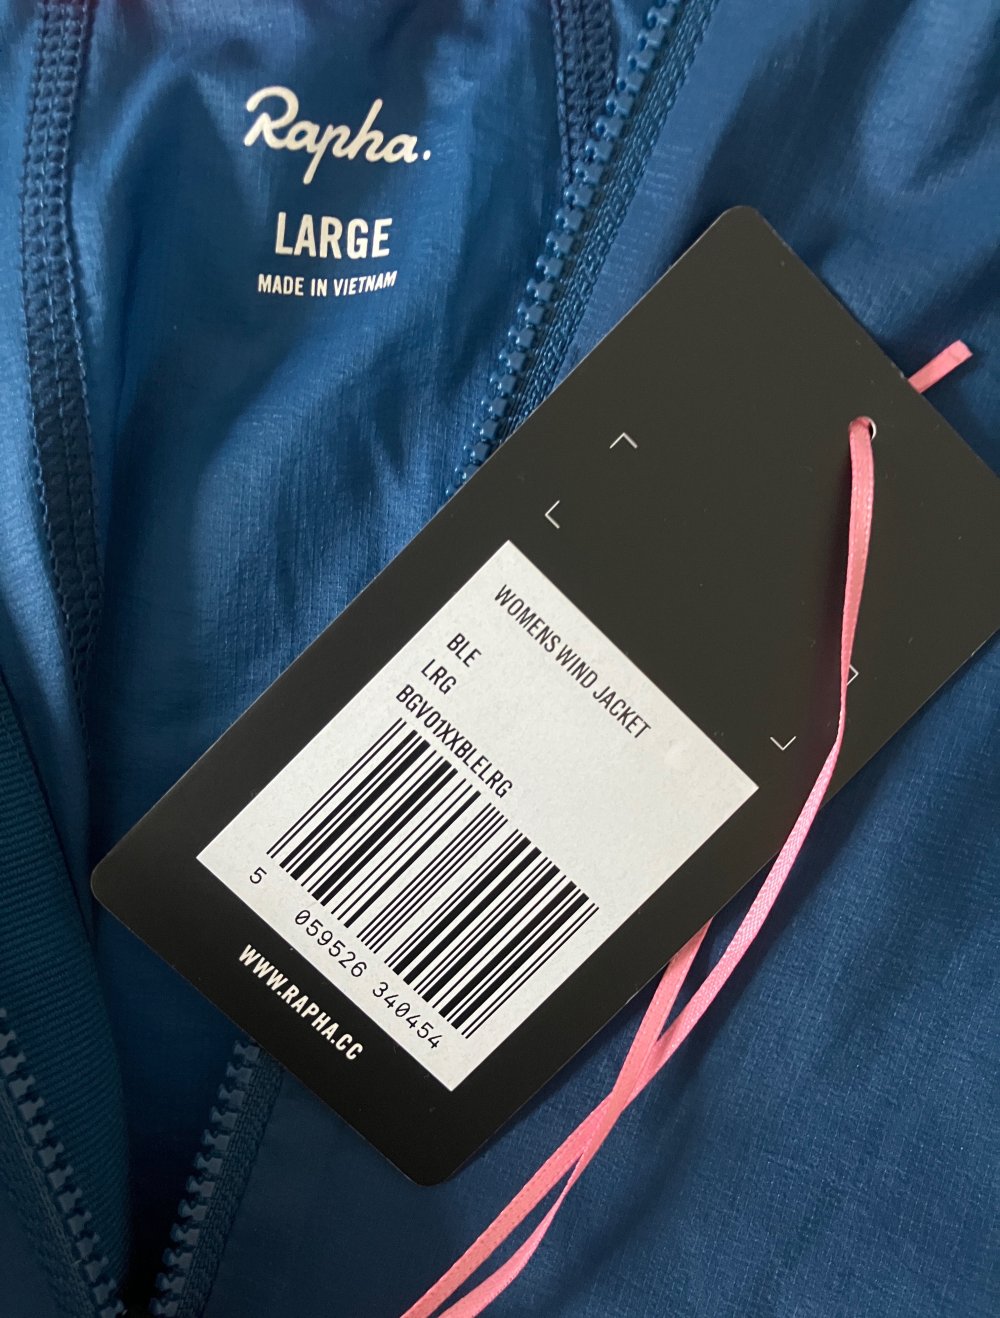 Rapha.
LARGE
MADE IN VIETNAM
WOMENS WIND JACKET
BLE
LRG
BGV01XXBLELRG
5 059526 340454
WWW.RAPHA.CC